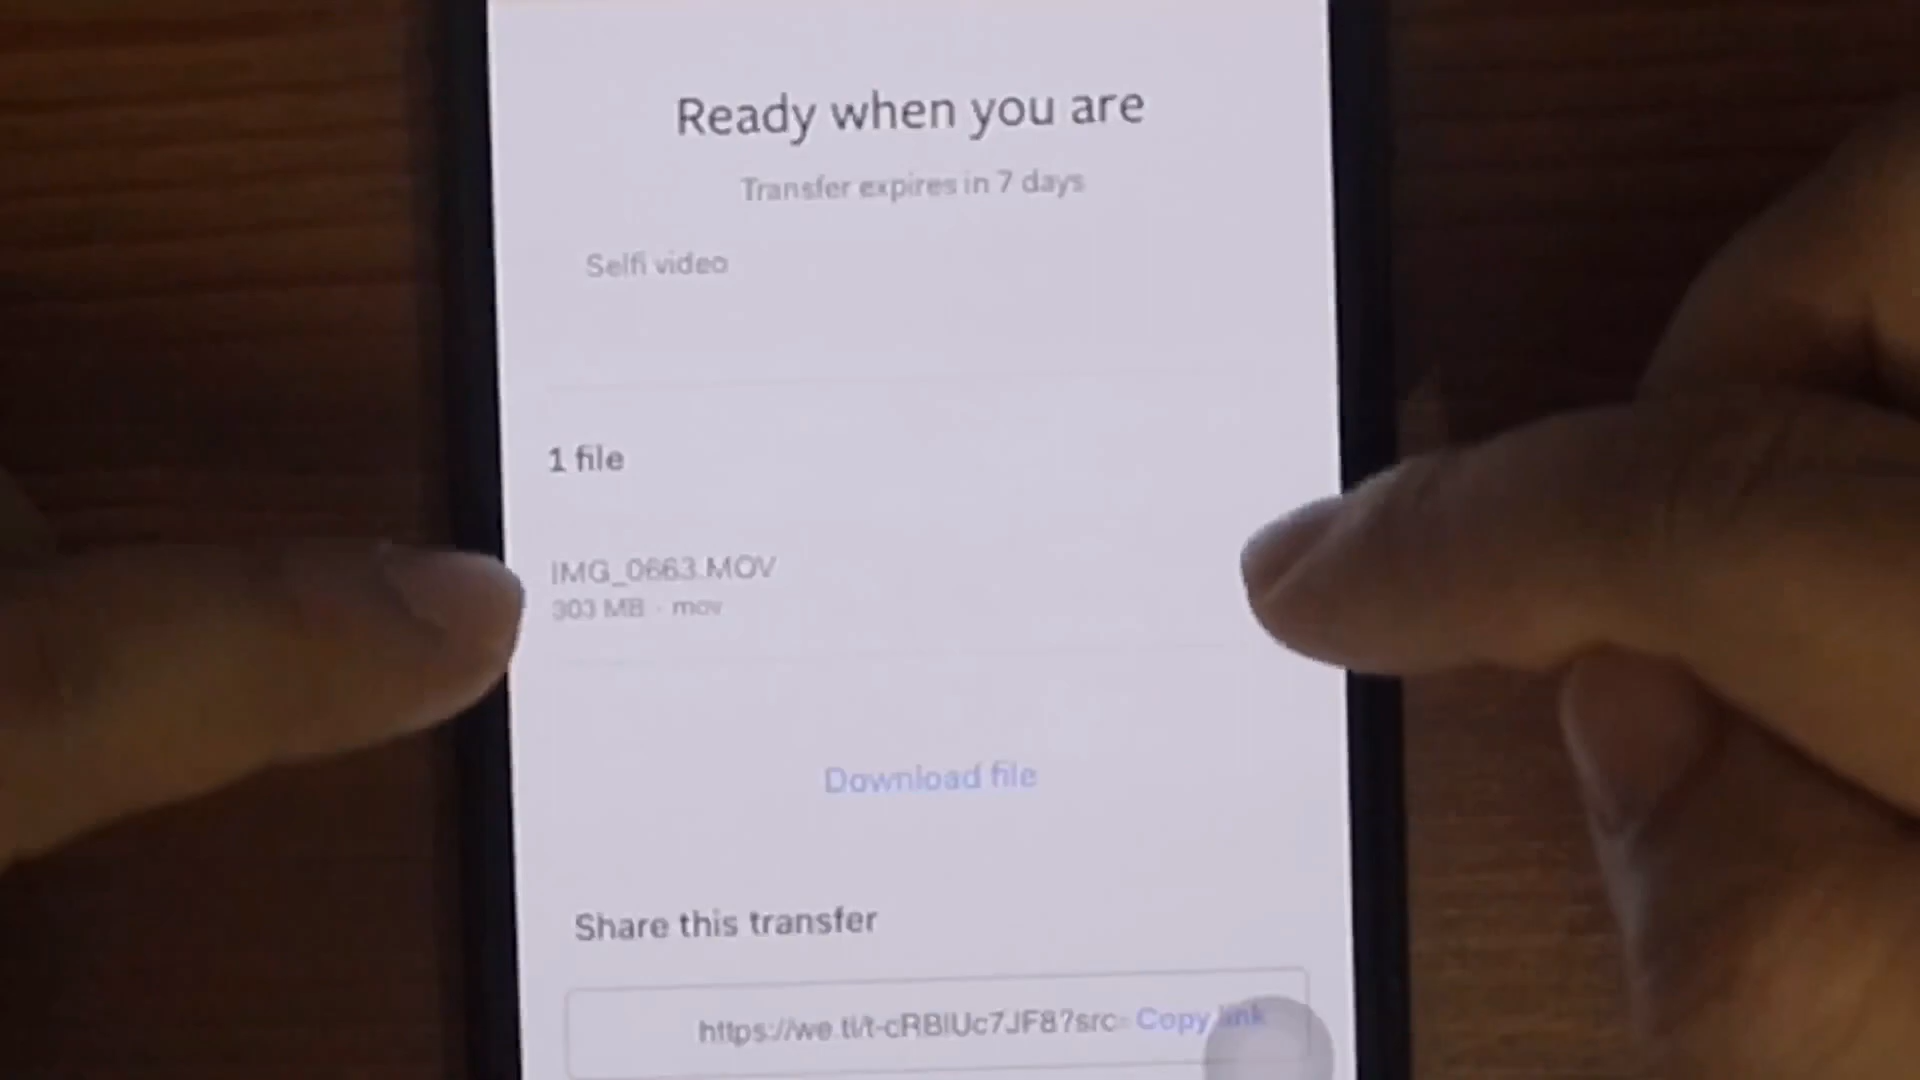 Ready when you are
Transfer expires in 7 days
Selfi video
1 file
IMG_0663.MOV
303 MB · mov
Download file
Share this transfer
https://we.tl/t-cRBIUc7JF8?src= Copy link